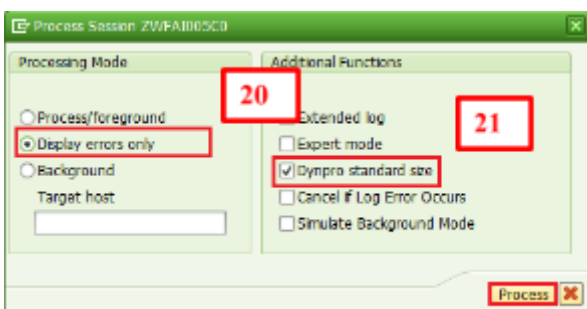 Process Session ZWFAI005C0
Processing Mode
Additional Functions
20
Process/foreground
Extended log
21
Display errors only
Expert mode
Background
Dynpro standard size
Target host
Cancel if Log Error Occurs
Simulate Background Mode
Process